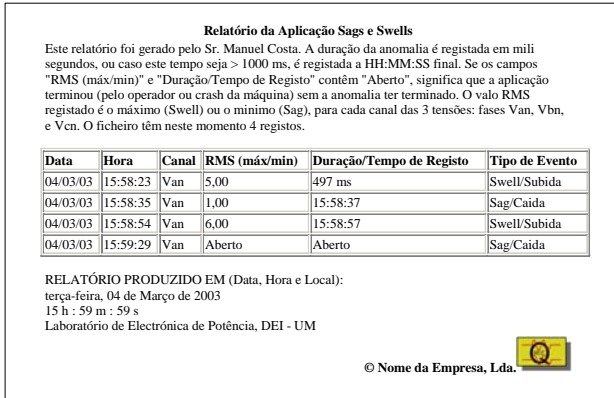 Relatório da Aplicação Sags e Swells
Este relatório foi gerado pelo Sr. Manuel Costa. A duração da anomalia é registada em mili
segundos, ou caso este tempo seja > 1000 ms, é registada a HH:MM:SS final. Se os campos
"RMS (máx/min)" e "Duração/Tempo de Registo" contêm "Aberto", significa que a aplicação
terminou (pelo operador ou crash da máquina) sem a anomalia ter terminado. O valo RMS
registado é o máximo (Swell) ou o minimo (Sag), para cada canal das 3 tensões: fases Van, Vbn,
e Vcn. O ficheiro têm neste momento 4 registos.
Data Hora Canal RMS (máx/min) Duração/Tempo de Registo Tipo de Evento
04/03/03 15:58:23 Van 5,00 497 ms Swell/Subida
04/03/03 15:58:35 Van 1,00 15:58:37 Sag/Caida
04/03/03 15:58:54 Van 6,00 15:58:57 Swell/Subida
04/03/03 15:59:29 Van Aberto Aberto Sag/Caida
RELATÓRIO PRODUZIDO EM (Data, Hora e Local):
terça-feira, 04 de Março de 2003
15 h : 59 m : 59 s
Laboratório de Electrónica de Potência, DEI - UM
© Nome da Empresa, Lda. Q